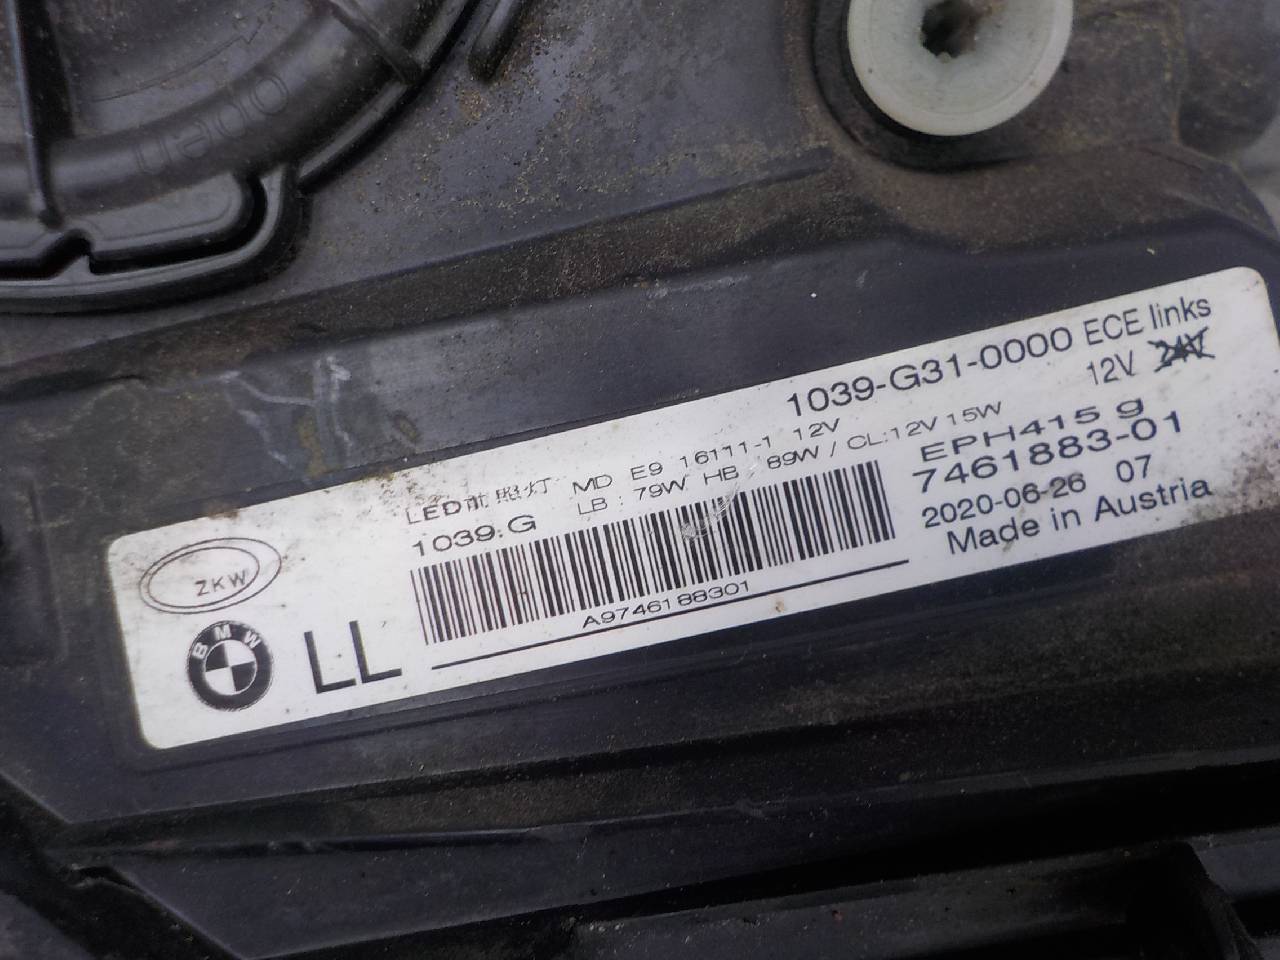 open
1039-G31-0000 ECE links
12V 24V
LED前照灯 MD E9 16111-1 12V
LB : 79W HB : 89W / CL:12V 15W
1039.G
EPH415 g
7461883-01
2020-06-26 07
Made in Austria
A9746188301
ZKW
BMW
LL